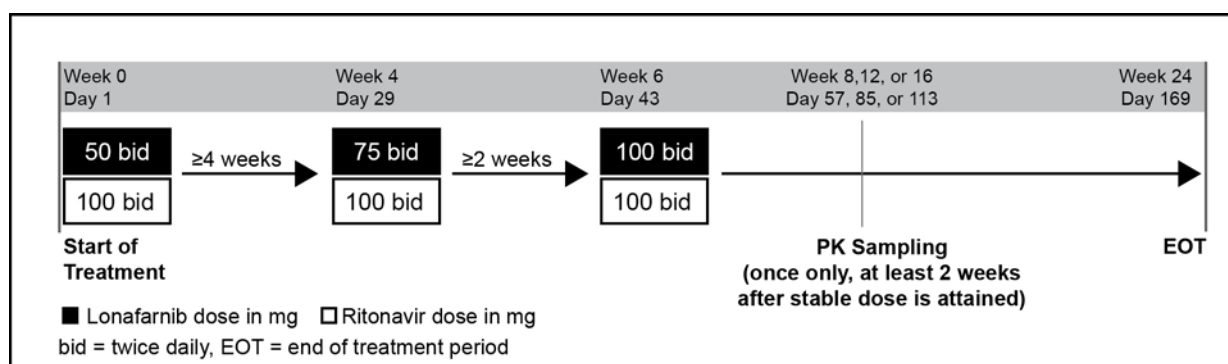 Week 0
Day 1
Week 4
Day 29
Week 6
Day 43
Week 8,12, or 16
Day 57, 85, or 113
Week 24
Day 169
50 bid
≥4 weeks
75 bid
≥2 weeks
100 bid
100 bid
100 bid
100 bid
Start of
Treatment
PK Sampling
(once only, at least 2 weeks
after stable dose is attained)
EOT
Lonafarnib dose in mg
Ritonavir dose in mg
bid = twice daily, EOT = end of treatment period